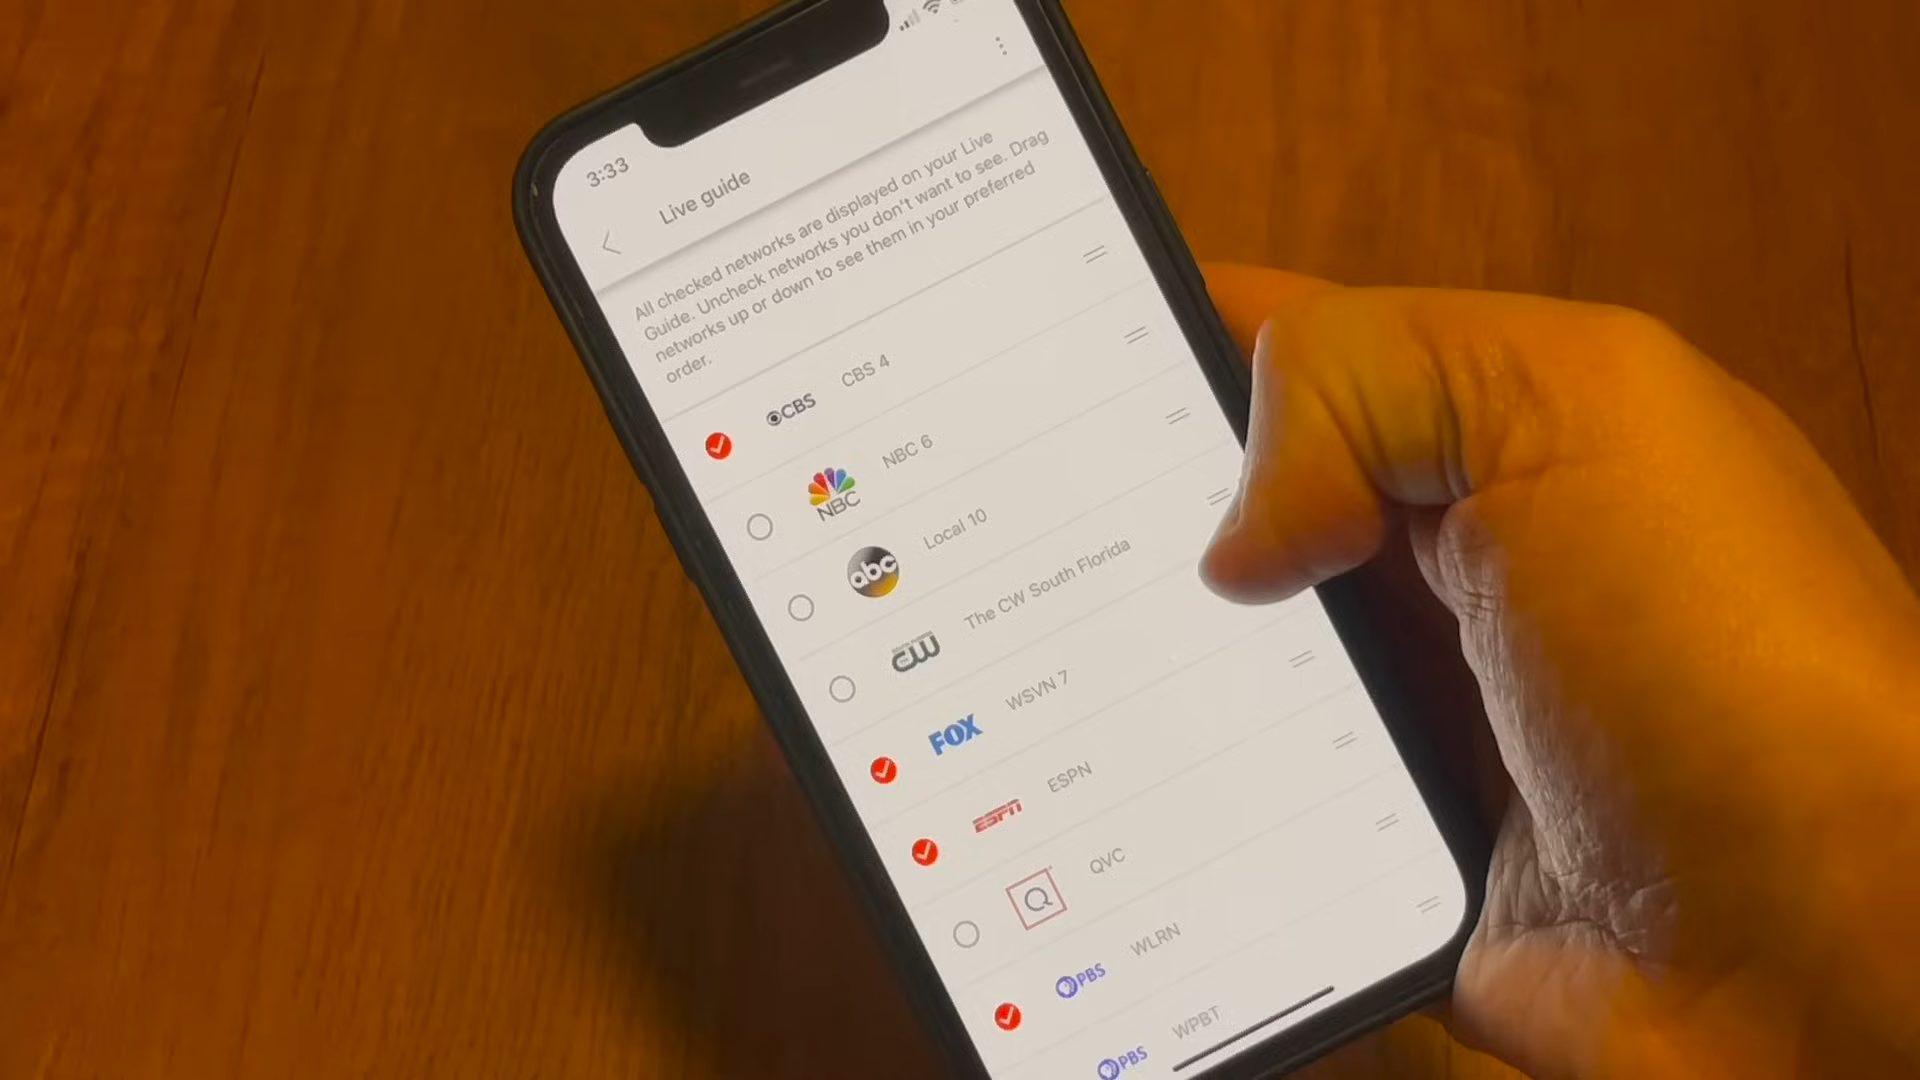 3:33
Live guide
All checked networks are displayed on your Live
Guide. Uncheck networks you don't want to see. Drag
networks up or down to see them in your preferred
order.
CBS
CBS 4
NBC
NBC 6
abc
Local 10
CW
The CW South Florida
FOX
WSVN 7
ESPN
ESPN
Q
QVC
PBS
WLRN
PBS
WPBT